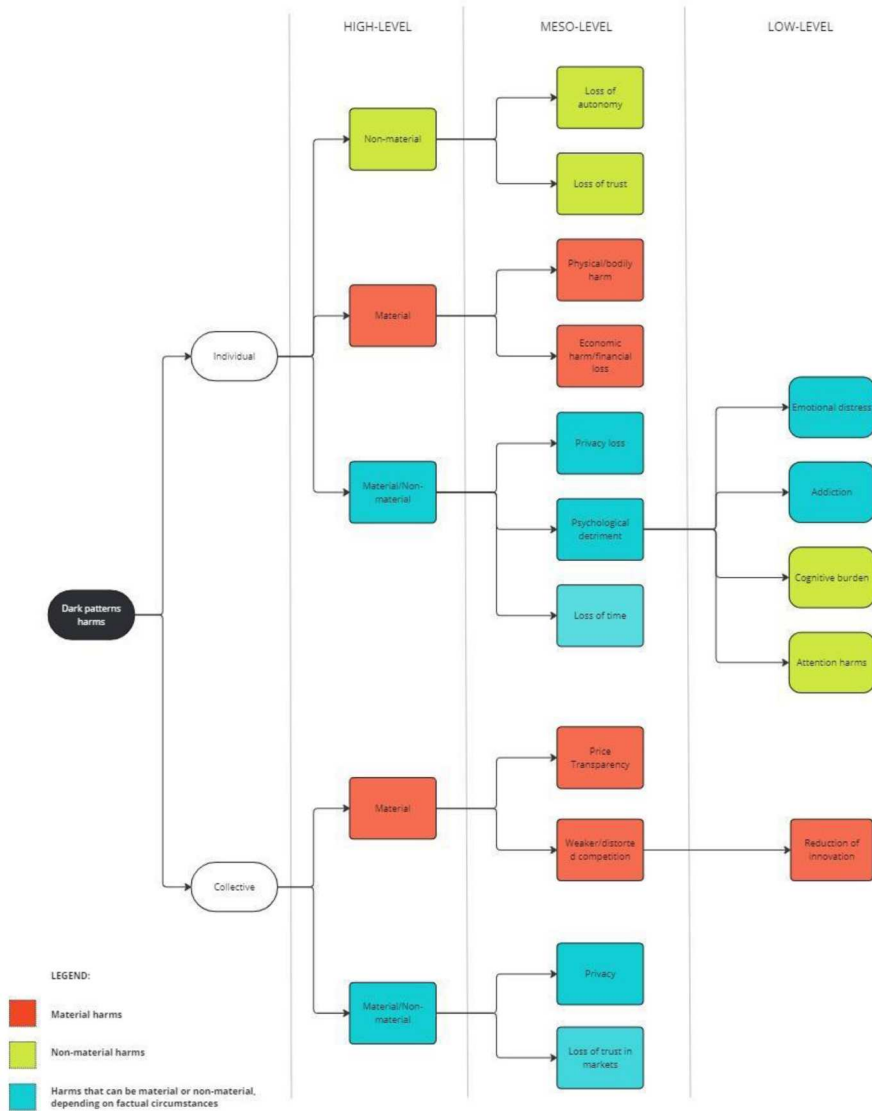 HIGH-LEVEL
MESO-LEVEL
LOW-LEVEL
Loss of
autonomy
Non-material
Loss of trust
Physical/bodily
harm
Material
Economic
harm/financial
loss
Individual
Emotional distress
Privacy loss
Material/Non-
material
Addiction
Psychological
detriment
Cognitive burden
Dark patterns
harms
Loss of time
Attention harms
Price
Transparency
Material
Weaker/distorte
d competition
Reduction of
innovation
Collective
Privacy
Material/Non-
material
Loss of trust in
markets
LEGEND:
Material harms
Non-material harms
Harms that can be material or non-material,
depending on factual circumstances